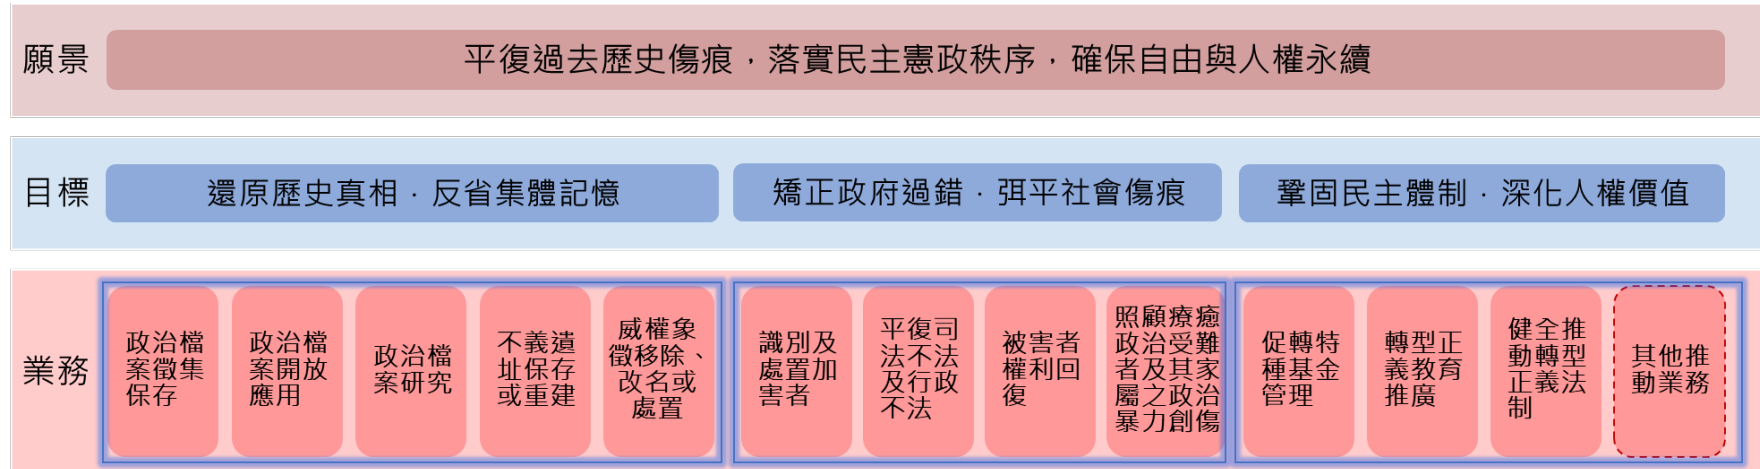 願景
平復過去歷史傷痕，落實民主憲政秩序，確保自由與人權永續
目標
還原歷史真相．反省集體記憶
矯正政府過錯．弭平社會傷痕
鞏固民主體制．深化人權價值
業務
政治檔
案徵集
保存
政治檔
案開放
應用
政治檔
案研究
不義遺
址保存
或重建
威權象
徵移除、
改名或
處置
識別及
處置加
害者
平復司
法不法
及行政
不法
被害者
權利回
復
照顧療癒
政治受難
者及其家
屬之政治
暴力創傷
促轉特
種基金
管理
轉型正
義教育
推廣
健全推
動轉型
正義法
制
其他推
動業務